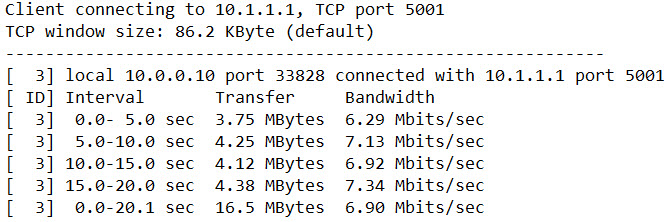 Client connecting to 10.1.1.1, TCP port 5001
TCP window size: 86.2 KByte (default)
------------------------------------------------------------
[  3] local 10.0.0.10 port 33828 connected with 10.1.1.1 port 5001
[ ID] Interval       Transfer     Bandwidth
[  3]  0.0- 5.0 sec  3.75 MBytes  6.29 Mbits/sec
[  3]  5.0-10.0 sec  4.25 MBytes  7.13 Mbits/sec
[  3] 10.0-15.0 sec  4.12 MBytes  6.92 Mbits/sec
[  3] 15.0-20.0 sec  4.38 MBytes  7.34 Mbits/sec
[  3]  0.0-20.1 sec  16.5 MBytes  6.90 Mbits/sec